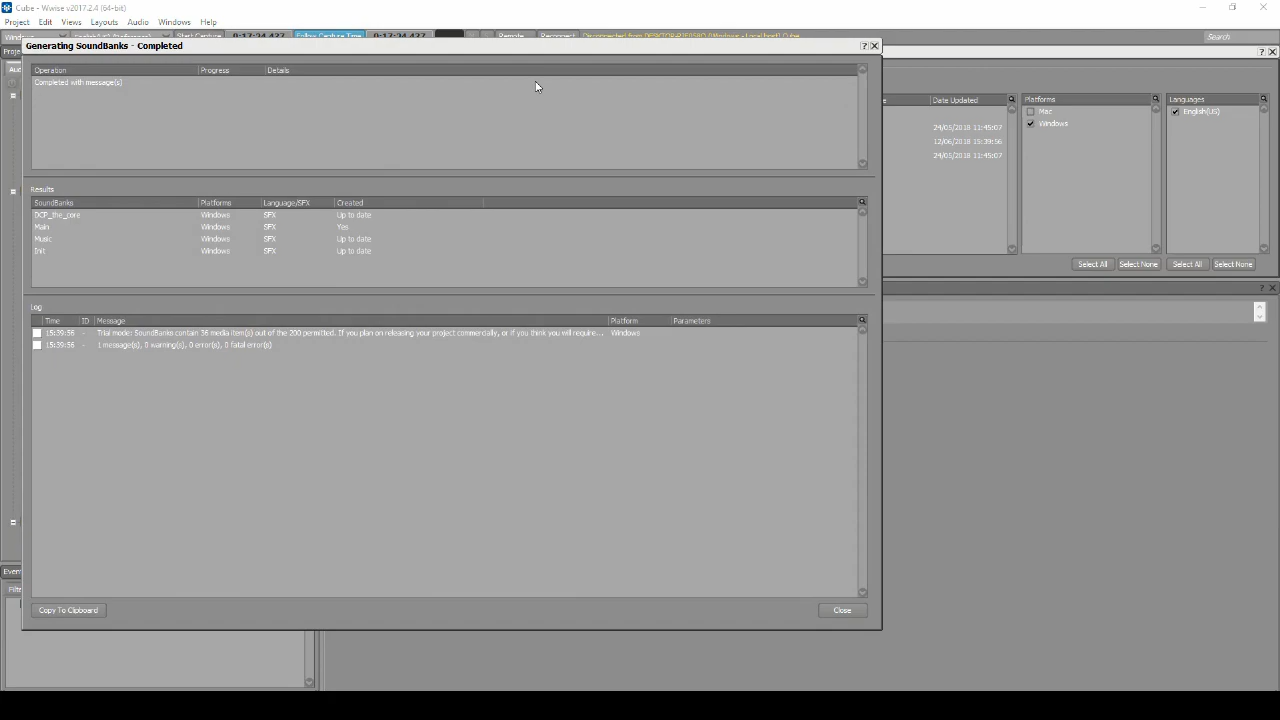 Cube - Wwise v2017.2.4 (64-bit)
Project Edit Views Layouts Audio Windows Help
Search
Generating SoundBanks - Completed
Operation Progress Details
Completed with message(s)
Date Updated
24/05/2018 11:45:07
12/06/2018 15:39:56
24/05/2018 11:45:07
Platforms
Mac
Windows
Languages
English(US)
Select All Select None Select All Select None
Results
SoundBanks Platforms Language/SFX Created
DCP_the_core Windows SFX Up to date
Main Windows SFX Yes
Music Windows SFX Up to date
Init Windows SFX Up to date
Log
Time ID Message Platform Parameters
15:39:56 - Trial mode: SoundBanks contain 36 media item(s) out of the 200 permitted. If you plan on releasing your project commercially, or if you think you will require... Windows
15:39:56 - 1 message(s), 0 warning(s), 0 error(s), 0 fatal error(s)
Copy To Clipboard Close